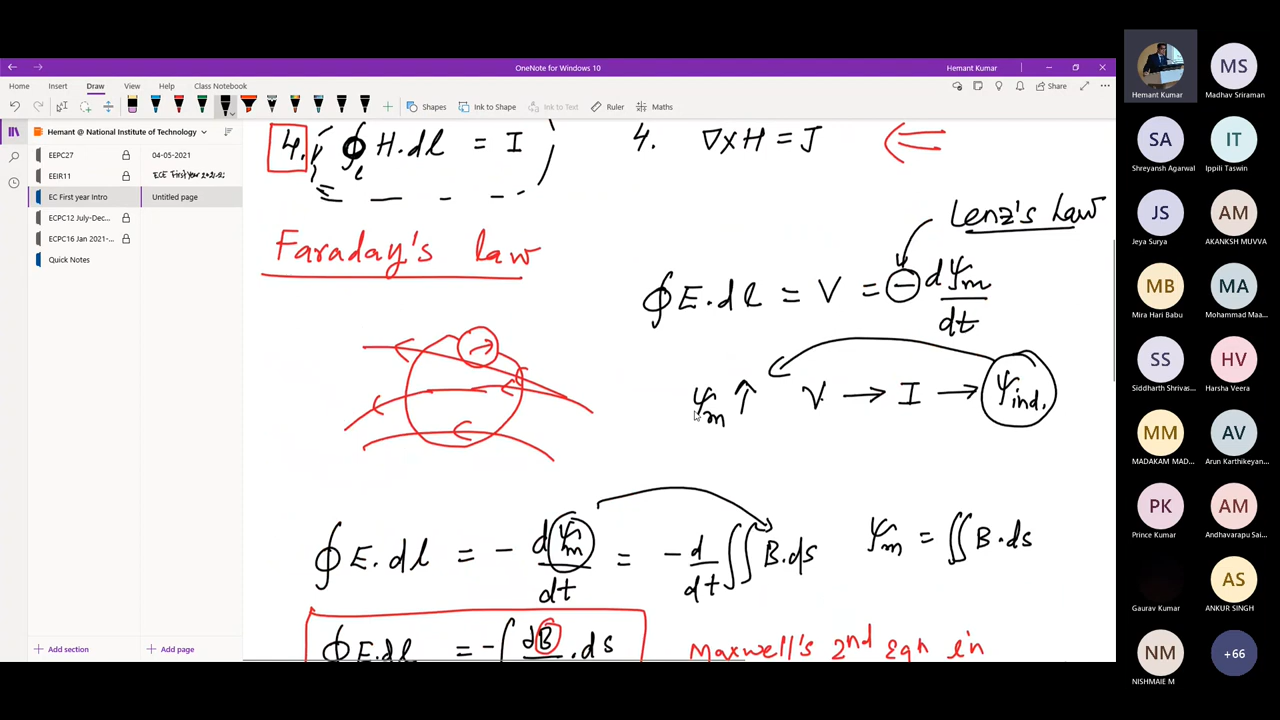 OneNote for Windows 10
Hemant Kumar
Home Insert Draw View Help Class Notebook
Share
Shapes Ink to Shape Ink to Text Ruler Maths
Hemant @ National Institute of Technology
EEPC27
EEIR11
EC First year Intro
ECPC12 July-Dec...
ECPC16 Jan 2021-...
Quick Notes
04-05-2021
ECE First Year 2021-22
Untitled page
Add section
Add page
4. ∮ₗ H.dl = I 4. ∇×H = J
Lenz's Law
Faraday's law
∮E.dl = V = - dψm/dt
ψm ↑ V → I → ψind.
∮E.dl = - dψm/dt = - d/dt ∬B.ds ψm = ∬B.ds
∮E.dl = -∫ dB .ds
Maxwell's 2nd Eqn in
Hemant Kumar
MS
Madhav Sriraman
SA
Shreyansh Agarwal
IT
Ippili Taswin
JS
Jeya Surya
AM
AKANKSH MUVVA
MB
Mira Hari Babu
MA
Mohammad Maa...
SS
Siddharth Shrivas...
HV
Harsha Veera
MM
MADAKAM MAD...
AV
Arun Karthikeyan...
PK
Prince Kumar
AM
Andhavarapu Sai...
Gaurav Kumar
AS
ANKUR SINGH
NM
NISHMAIE M
+66